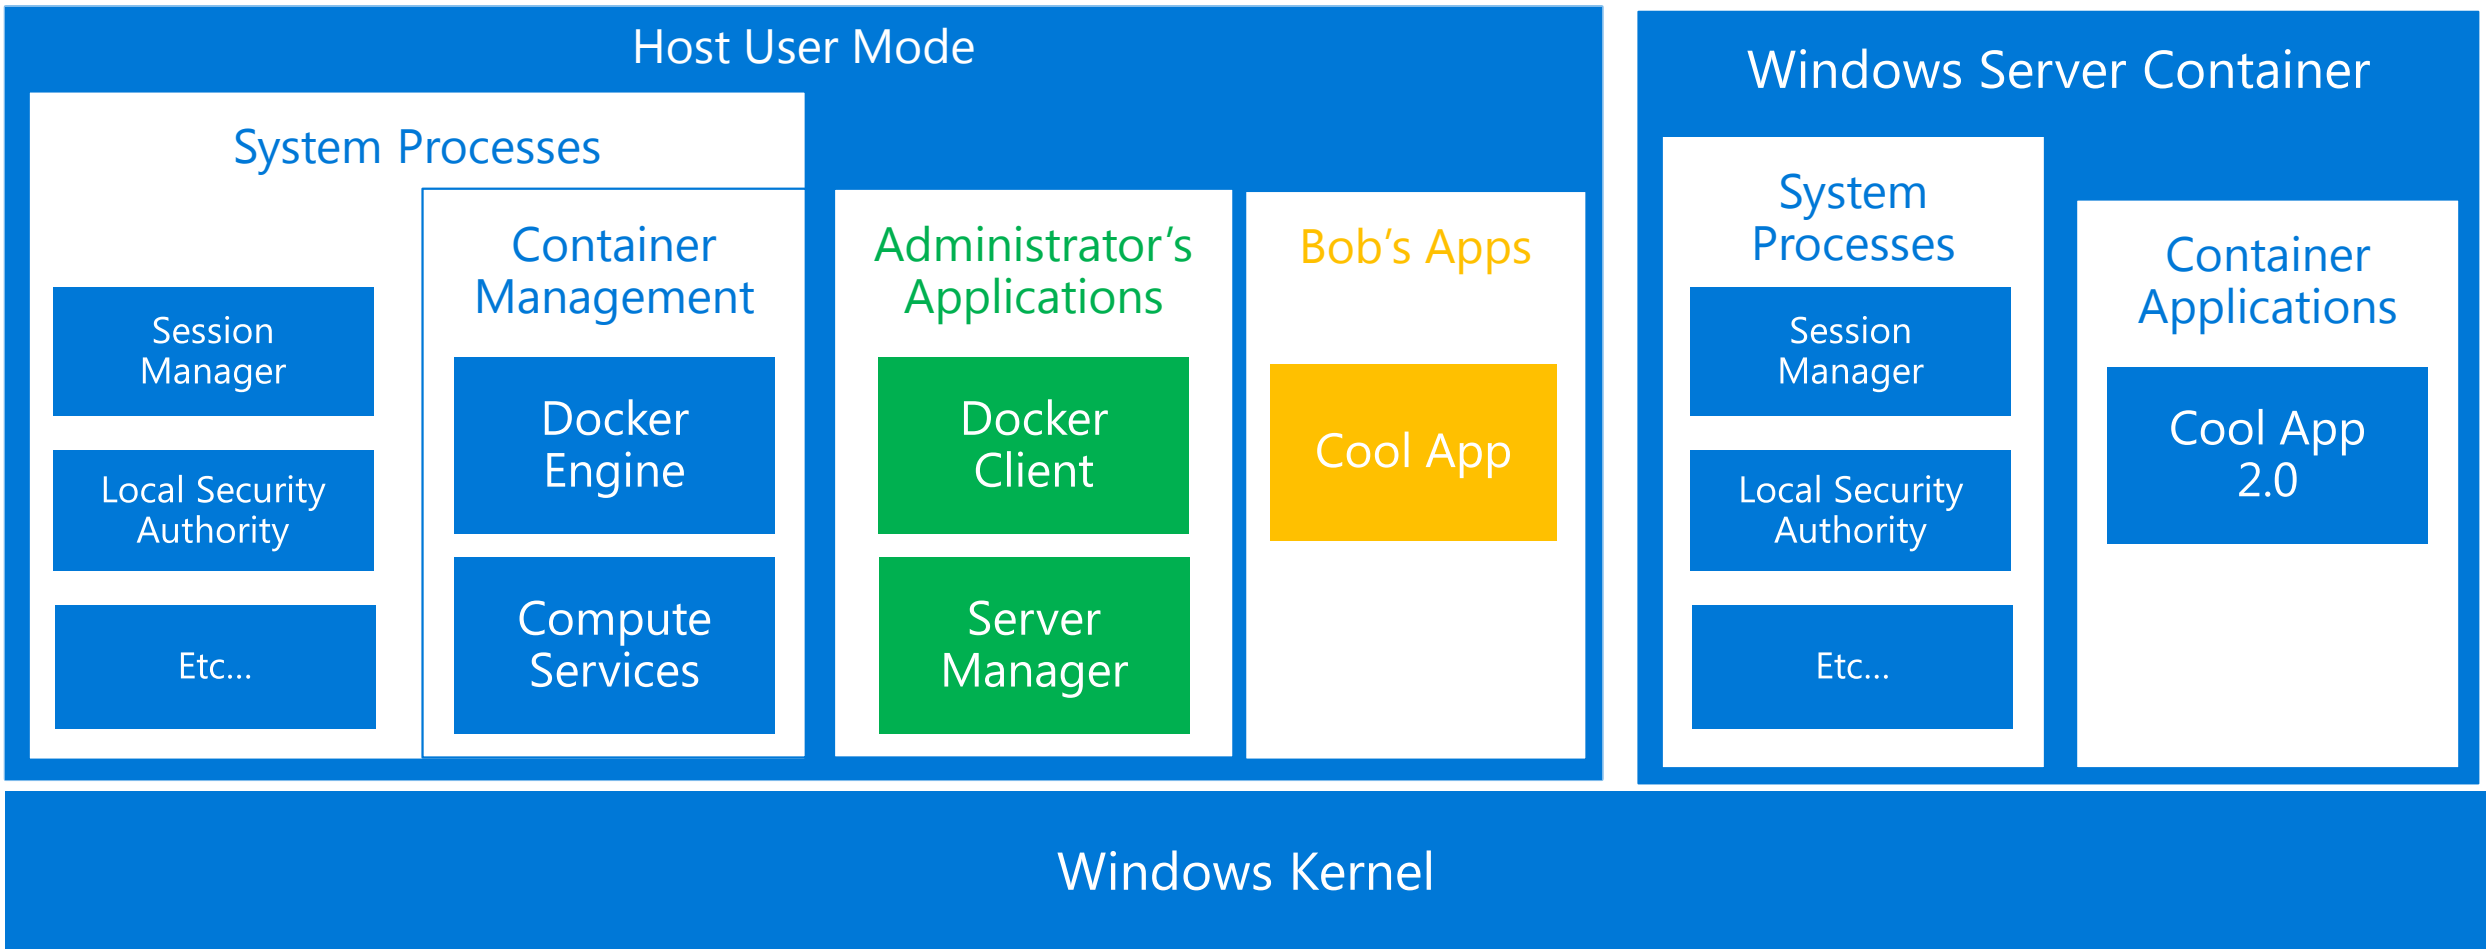 Host User Mode
System Processes
Session
Manager
Local Security
Authority
Etc...
Container
Management
Docker
Engine
Compute
Services
Administrator’s
Applications
Docker
Client
Server
Manager
Bob‘s Apps
Cool App
Windows Server Container
System
Processes
Session
Manager
Local Security
Authority
Etc...
Container
Applications
Cool App
2.0
Windows Kernel